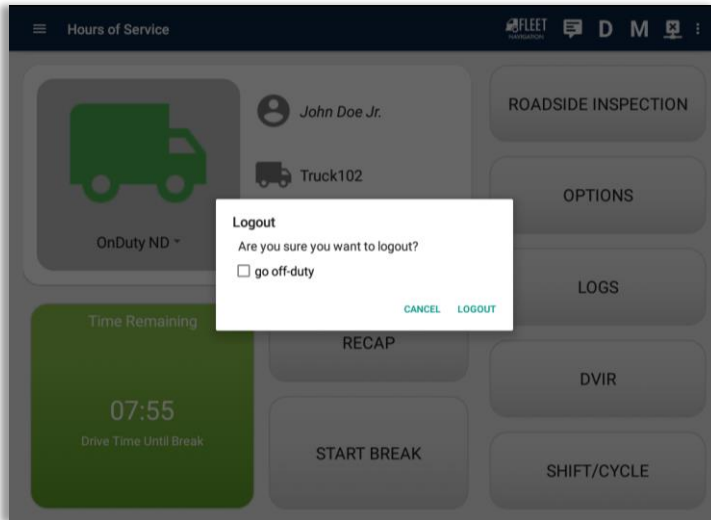 Hours of Service
FLEET
NAVIGATION
D M
John Doe Jr.
Truck102
OnDuty ND
Logout
Are you sure you want to logout?
go off-duty
CANCEL LOGOUT
Time Remaining
07:55
Drive Time Until Break
RECAP
START BREAK
ROADSIDE INSPECTION
OPTIONS
LOGS
DVIR
SHIFT/CYCLE